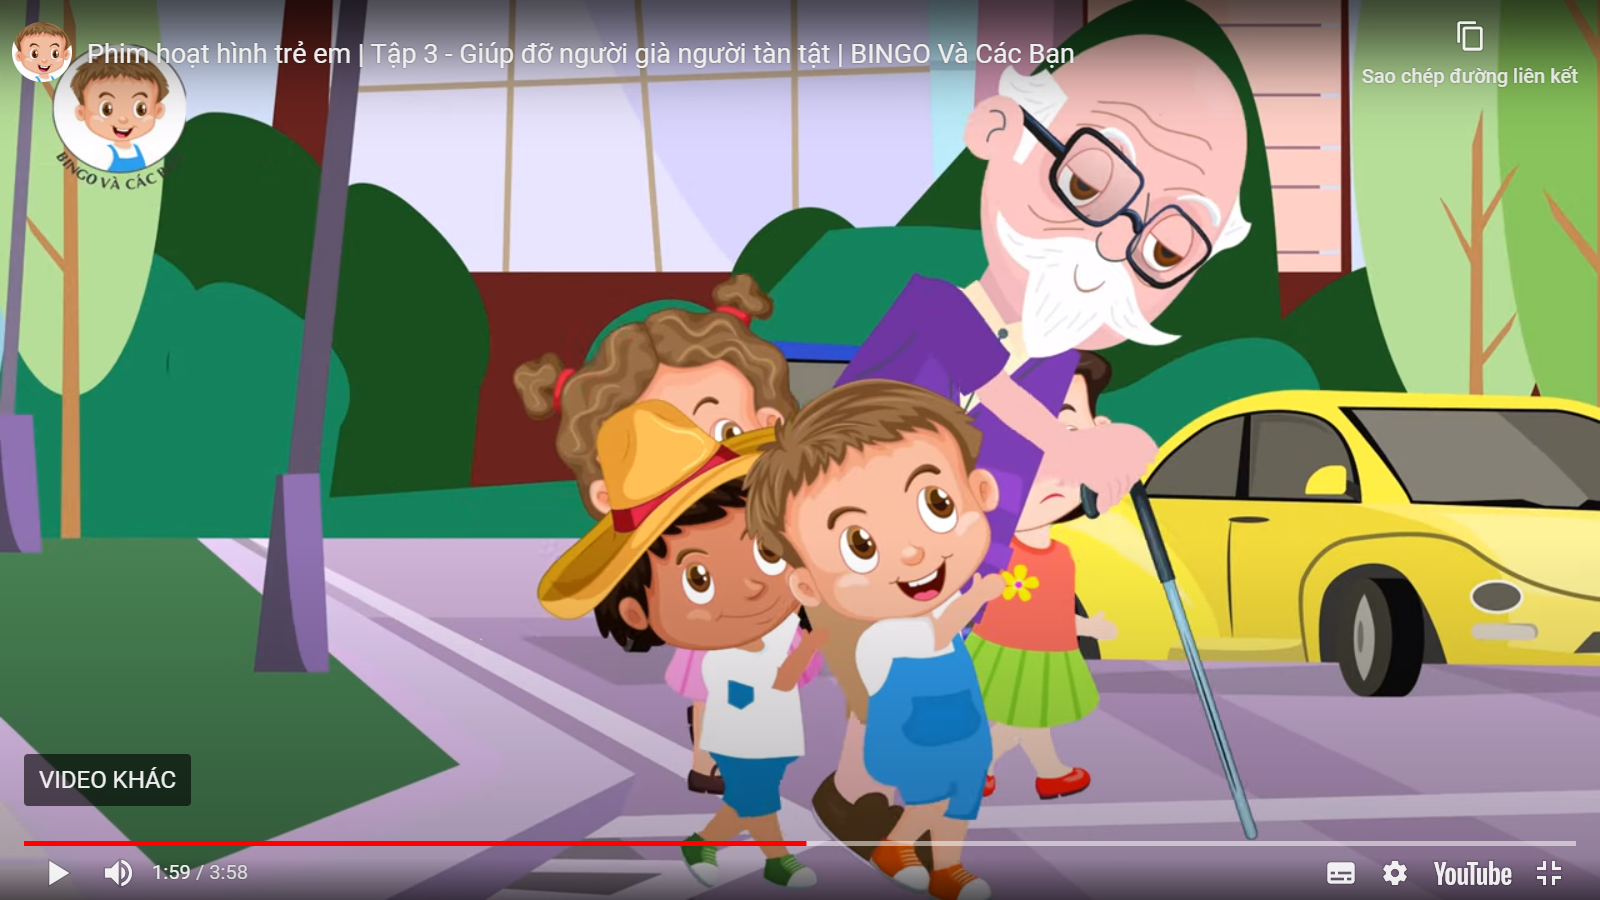 Phim hoạt hình trẻ em | Tập 3 - Giúp đỡ người già người tàn tật | BINGO Và Các Bạn
Sao chép đường liên kết
BINGO VÀ CÁC
VIDEO KHÁC
1:59 / 3:58
YouTube